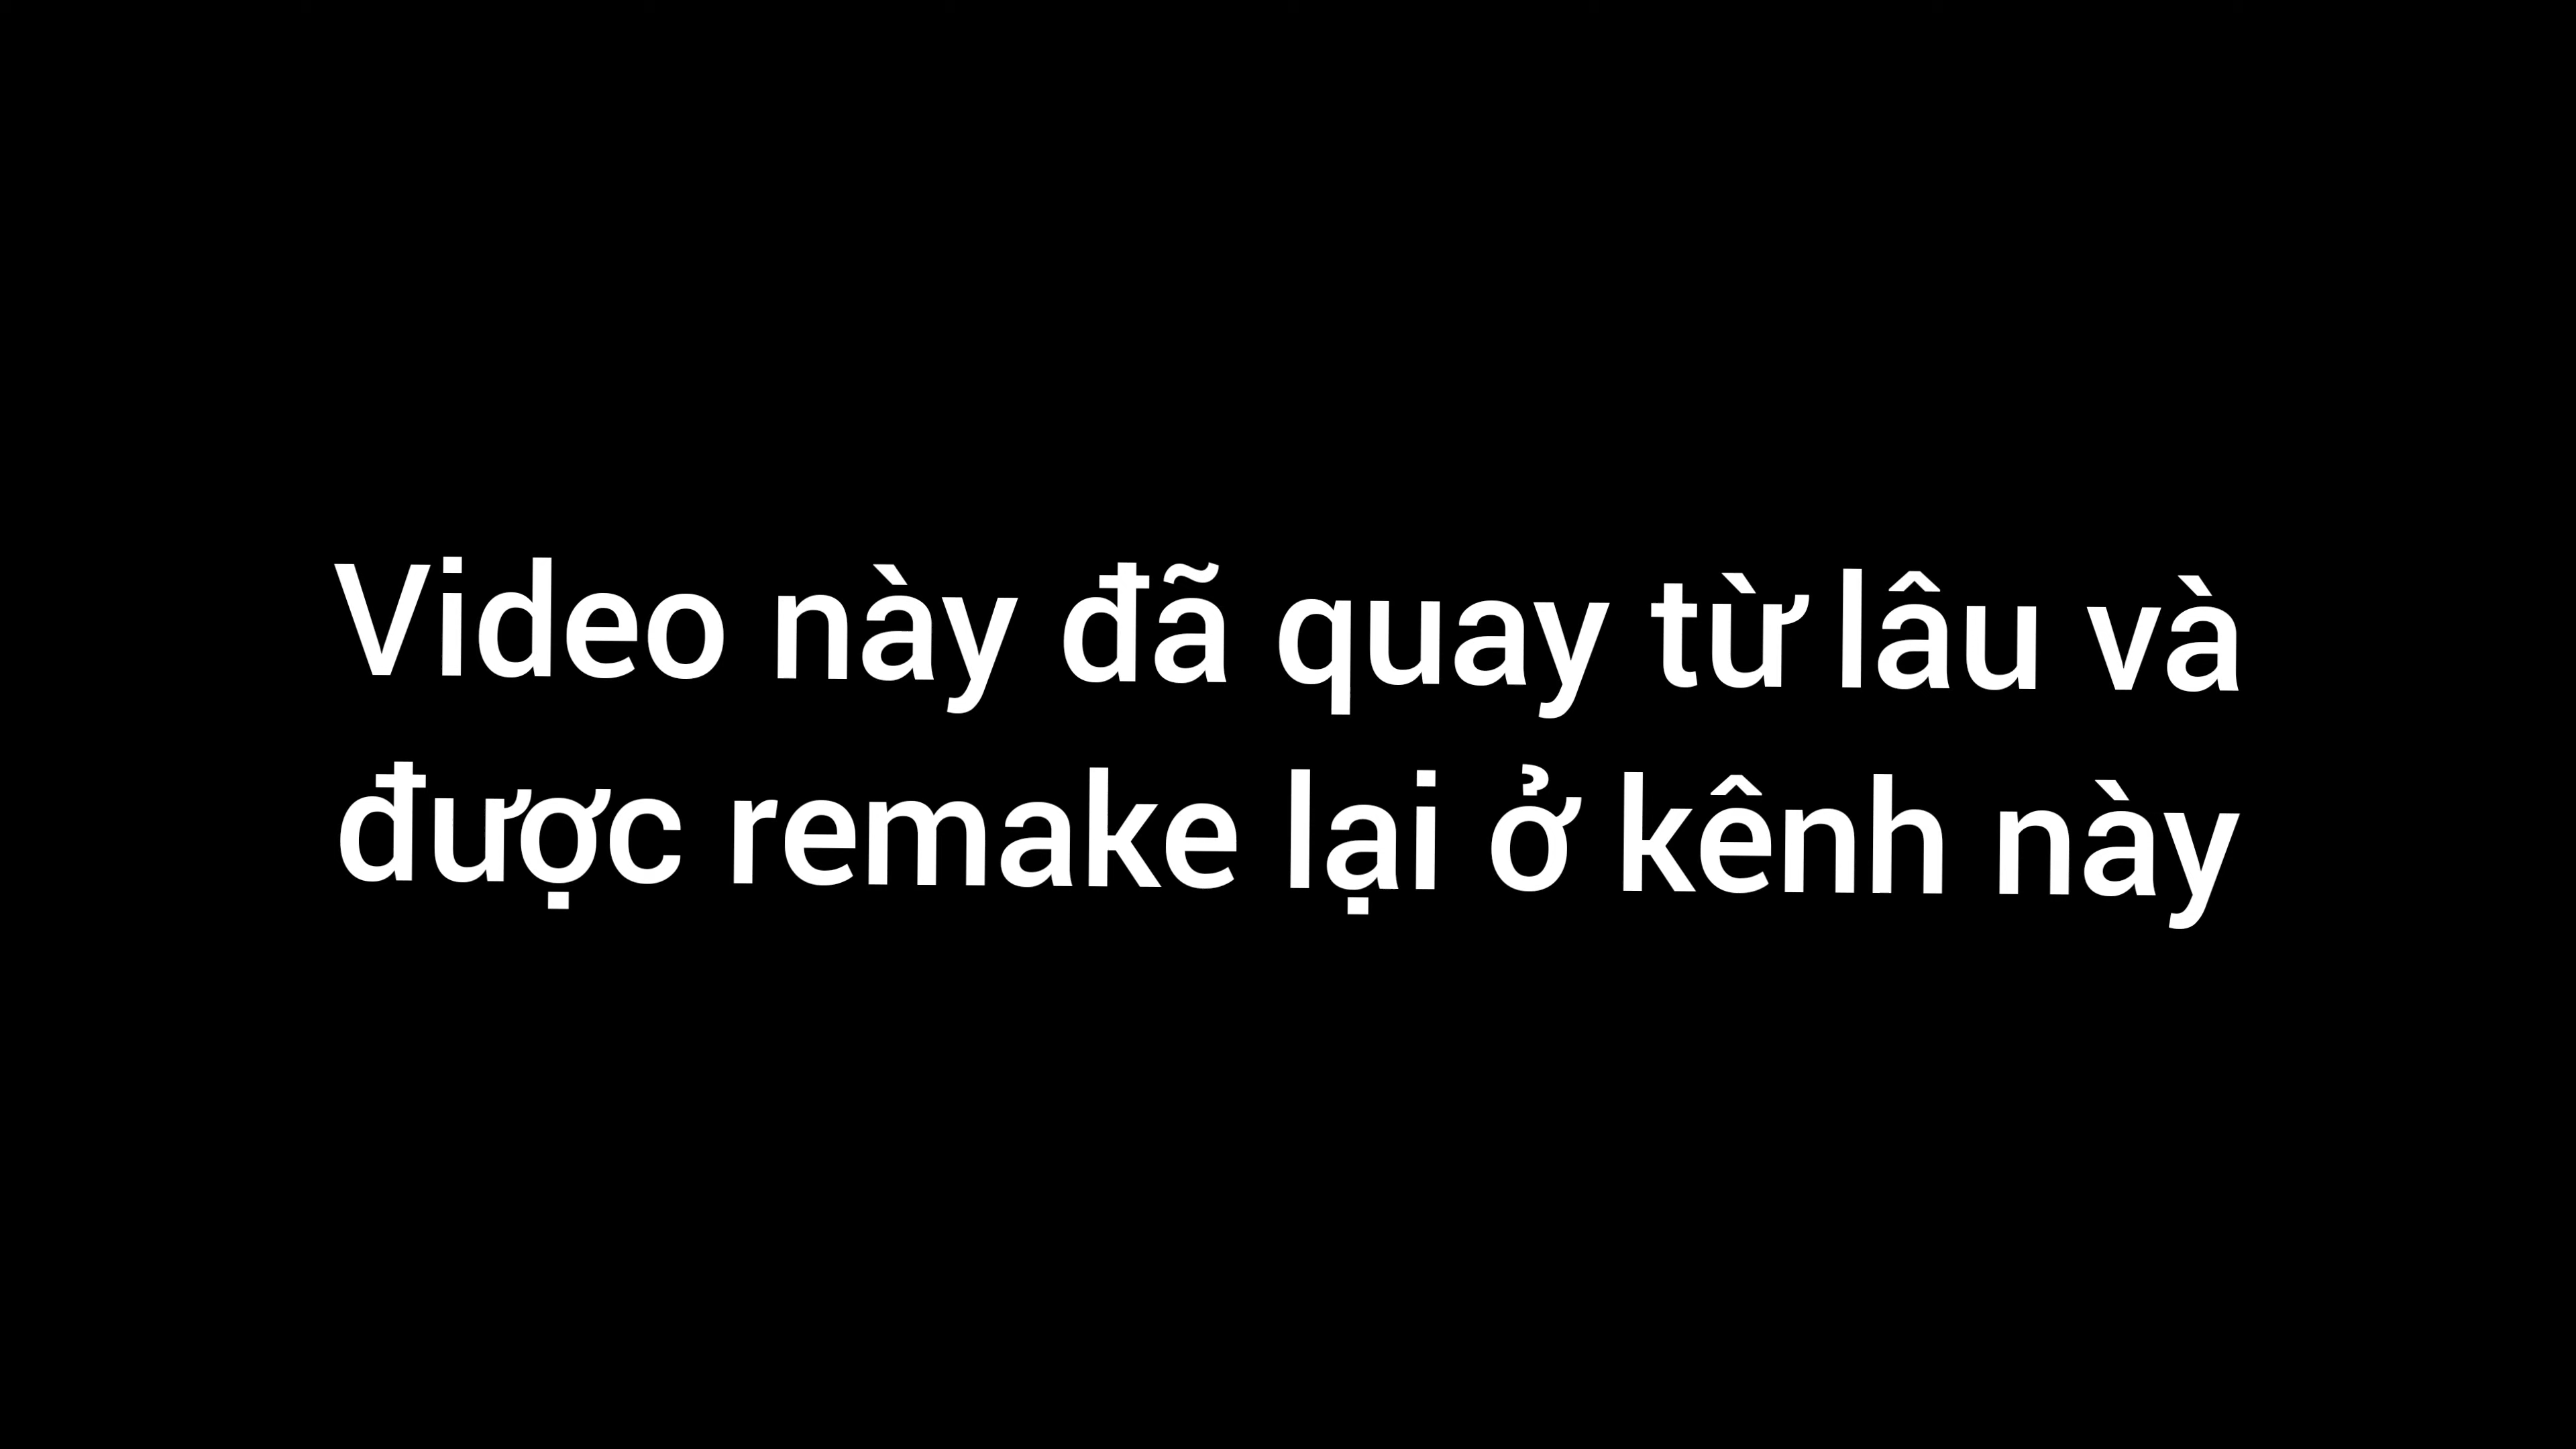 Video này đã quay từ lâu và
được remake lại ở kênh này